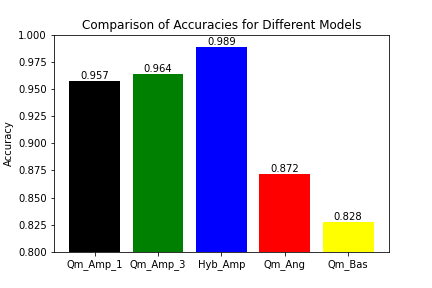 Comparison of Accuracies for Different Models
1.000
0.975
0.950
0.925
0.900
0.875
0.850
0.825
0.800
Accuracy
0.957
0.964
0.989
0.872
0.828
Qm_Amp_1
Qm_Amp_3
Hyb_Amp
Qm_Ang
Qm_Bas